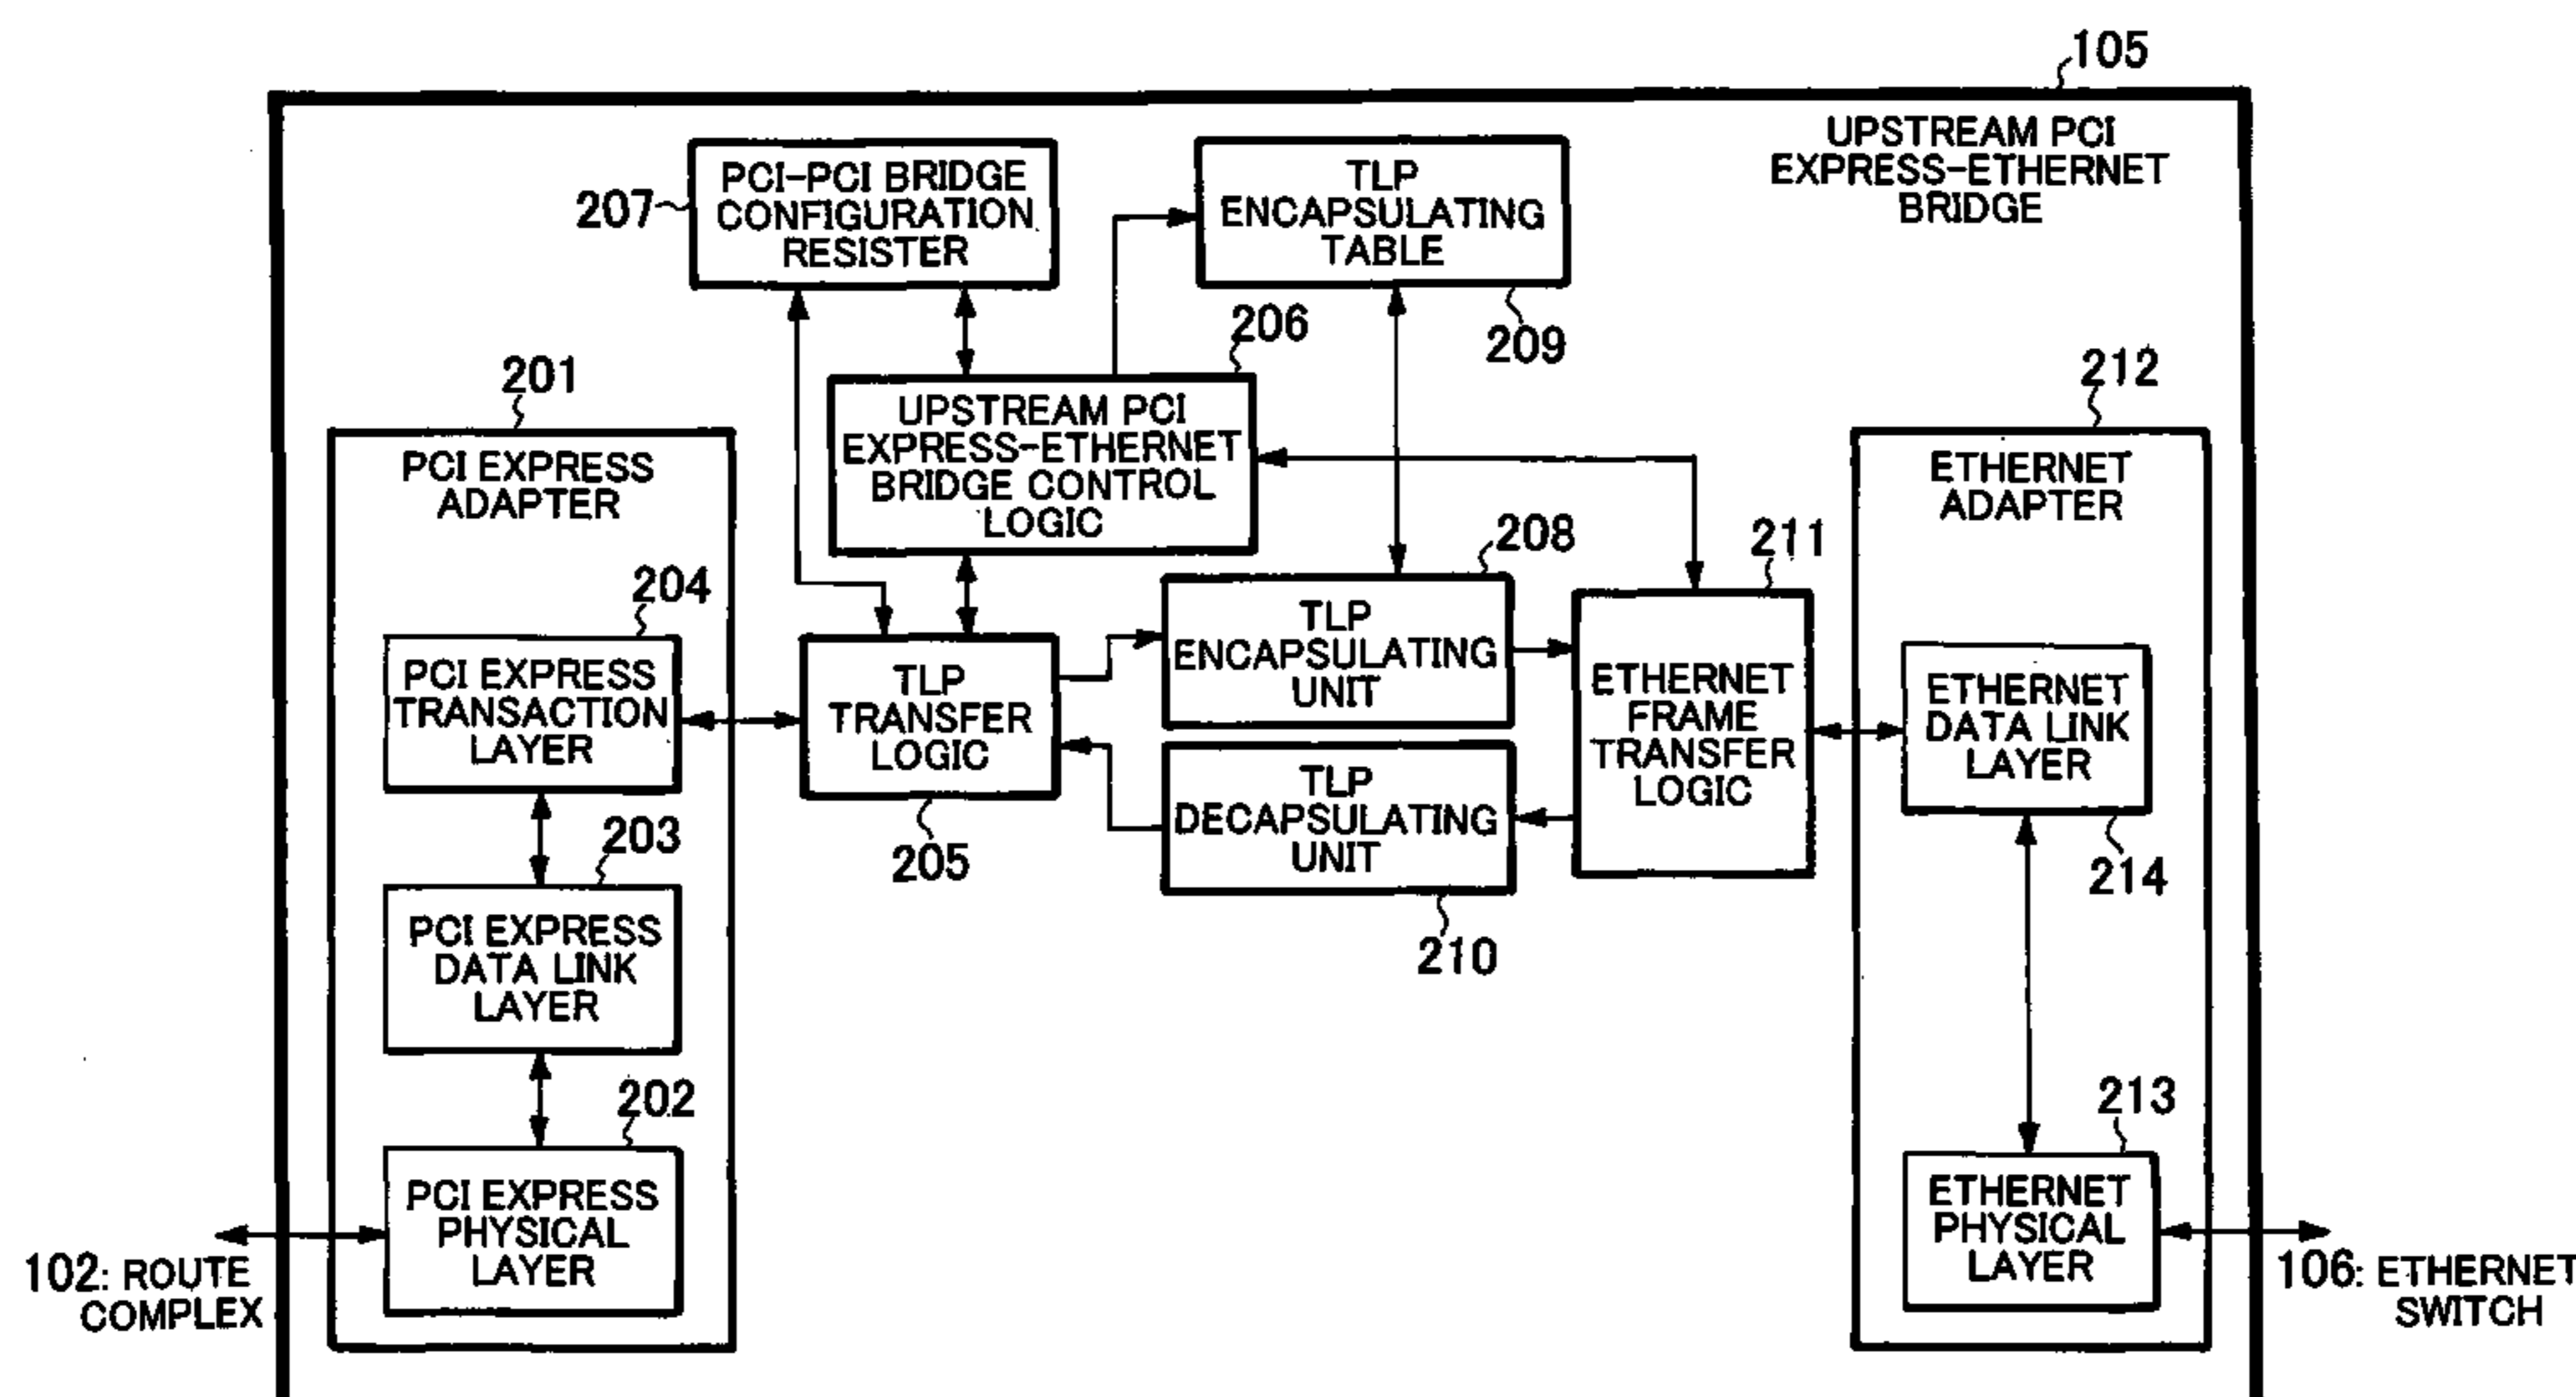 105
UPSTREAM PCI
EXPRESS-ETHERNET
BRIDGE
207
PCI-PCI BRIDGE
CONFIGURATION
RESISTER
TLP
ENCAPSULATING
TABLE
209
206
UPSTREAM PCI
EXPRESS-ETHERNET
BRIDGE CONTROL
LOGIC
201
PCI EXPRESS
ADAPTER
204
PCI EXPRESS
TRANSACTION
LAYER
203
PCI EXPRESS
DATA LINK
LAYER
202
PCI EXPRESS
PHYSICAL
LAYER
102: ROUTE
COMPLEX
TLP
TRANSFER
LOGIC
205
208
TLP
ENCAPSULATING
UNIT
TLP
DECAPSULATING
UNIT
210
211
ETHERNET
FRAME
TRANSFER
LOGIC
212
ETHERNET
ADAPTER
ETHERNET
DATA LINK
LAYER
214
213
ETHERNET
PHYSICAL
LAYER
106: ETHERNET
SWITCH